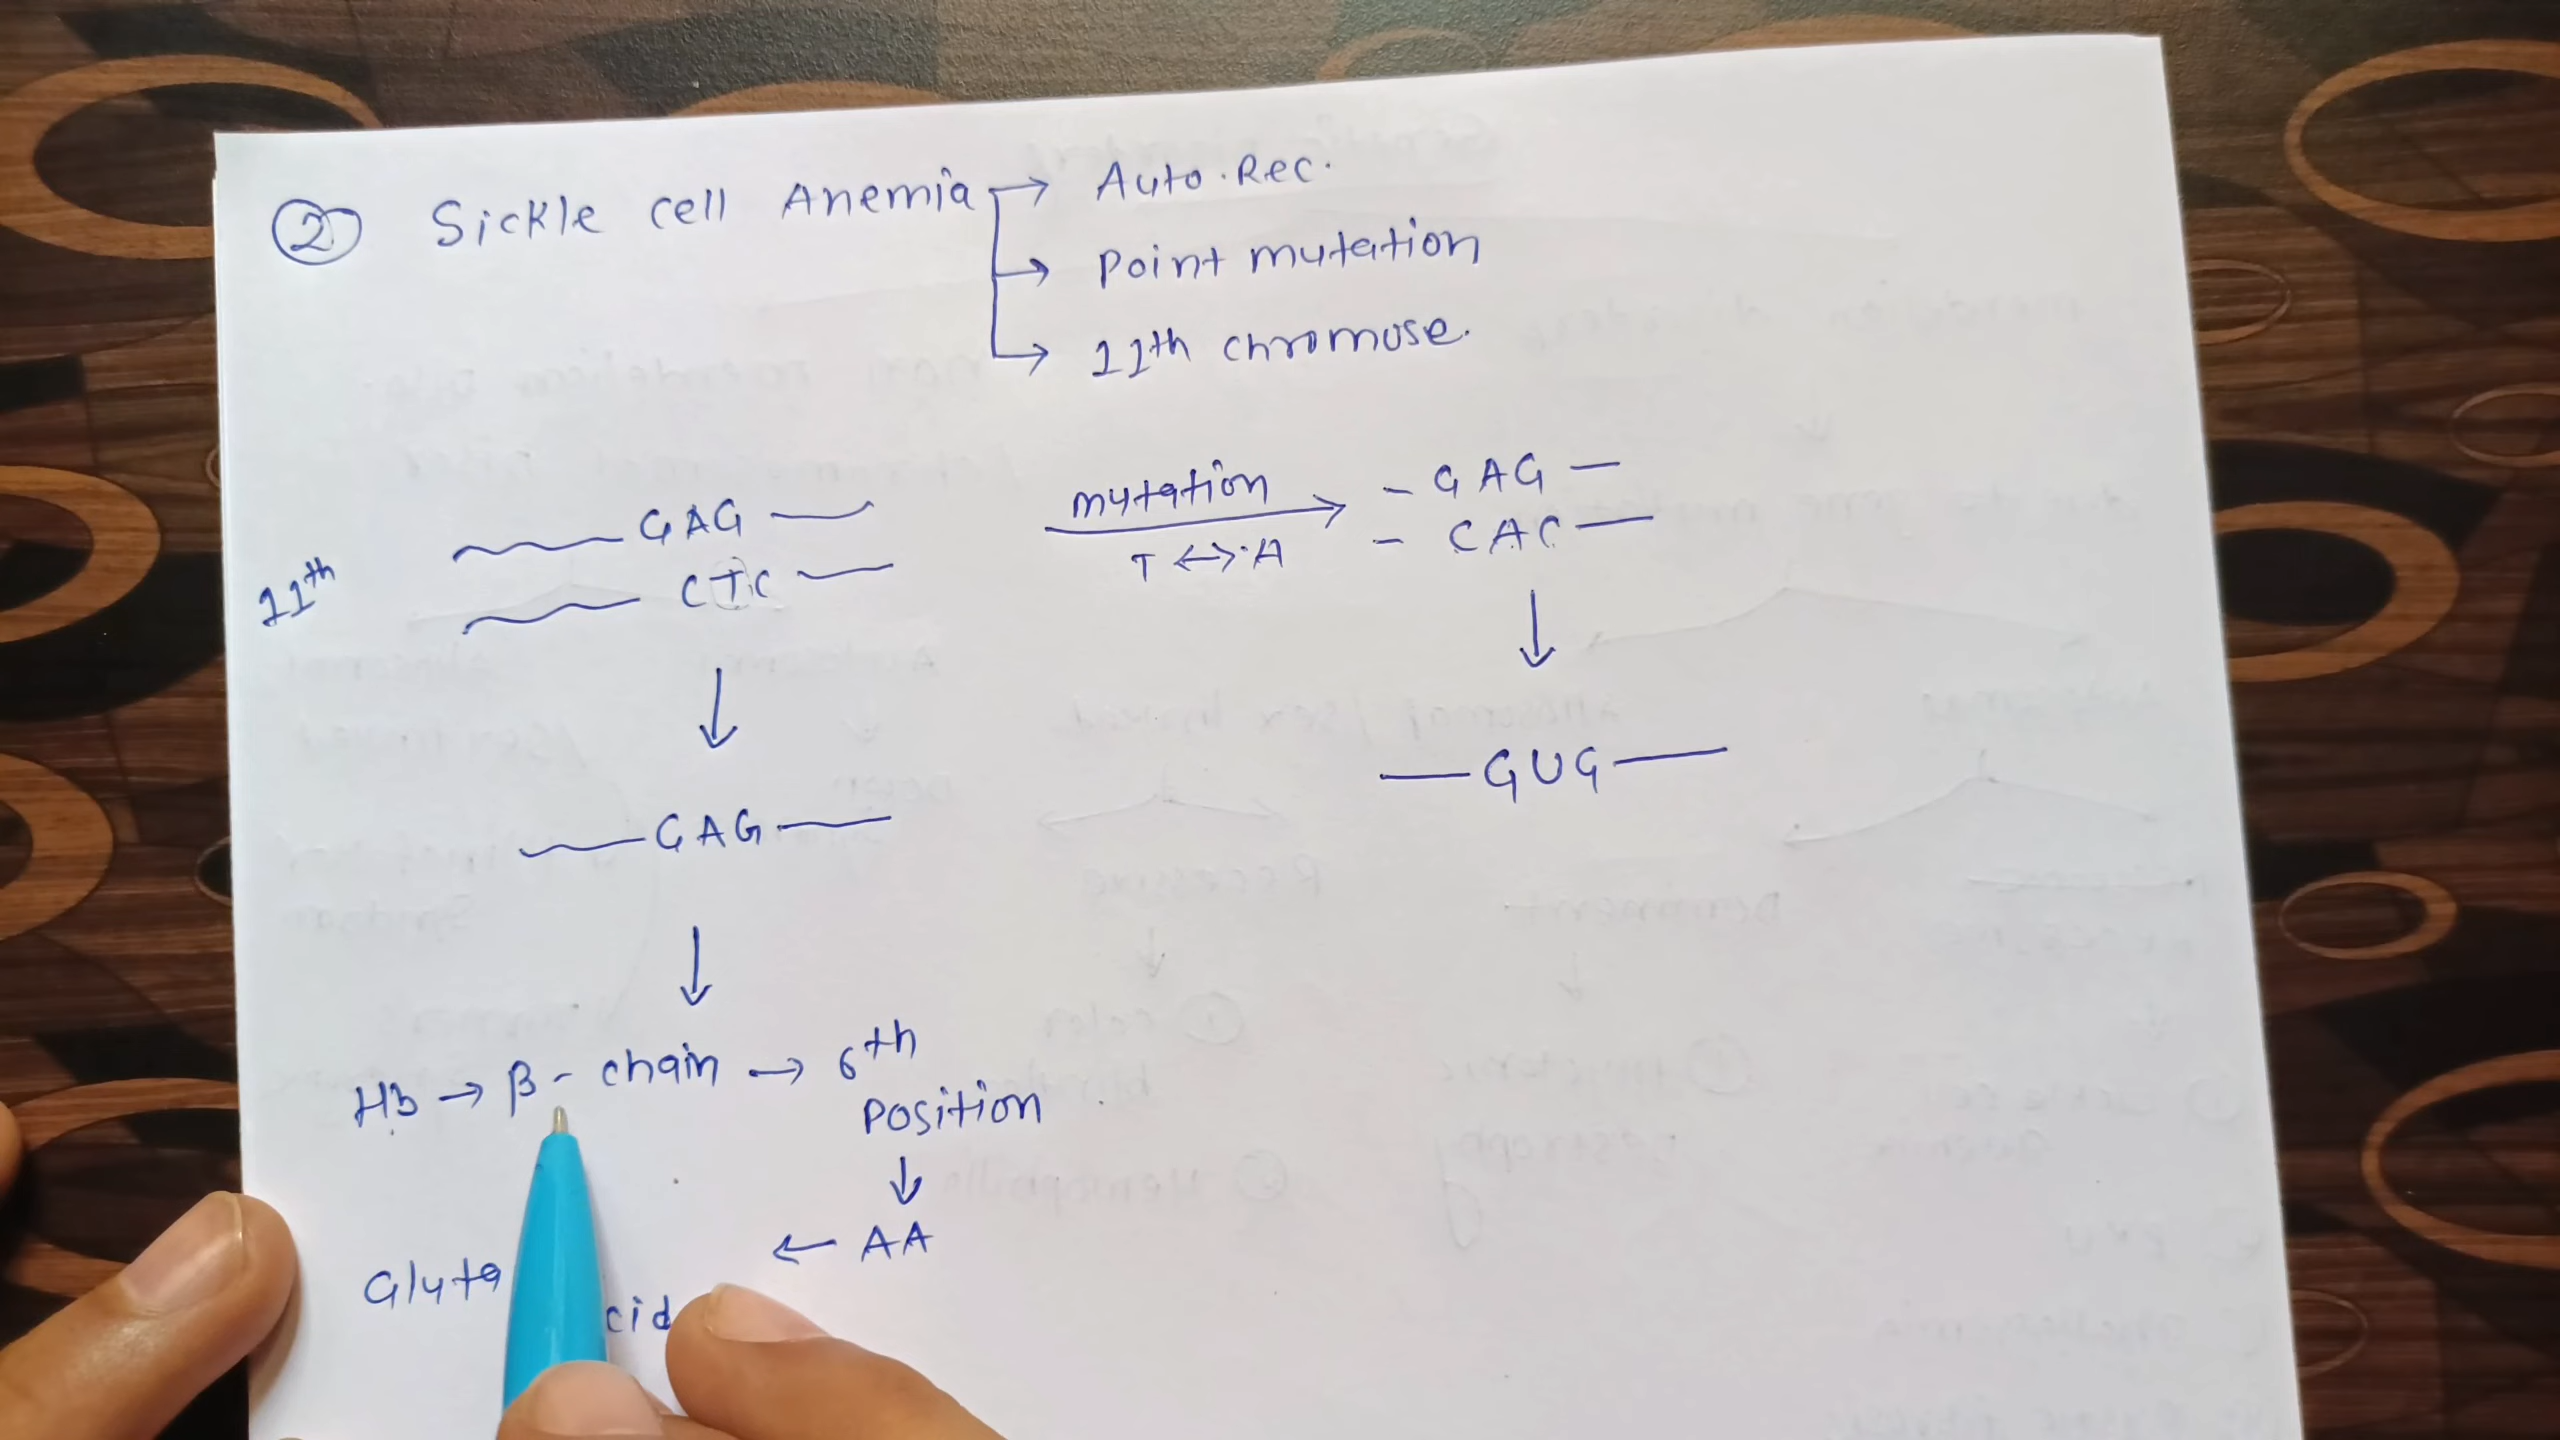 ② Sickle cell Anemia → Auto. Rec.
→ Point mutation
→ 11th chromose.
11th
GAG
CTC
mutation
T ↔ A
- GAG -
- CAC -
↓
GUG
↓
GAG
↓
Hb → β - chain → 6th
Position
↓
← AA
Gluta
cid